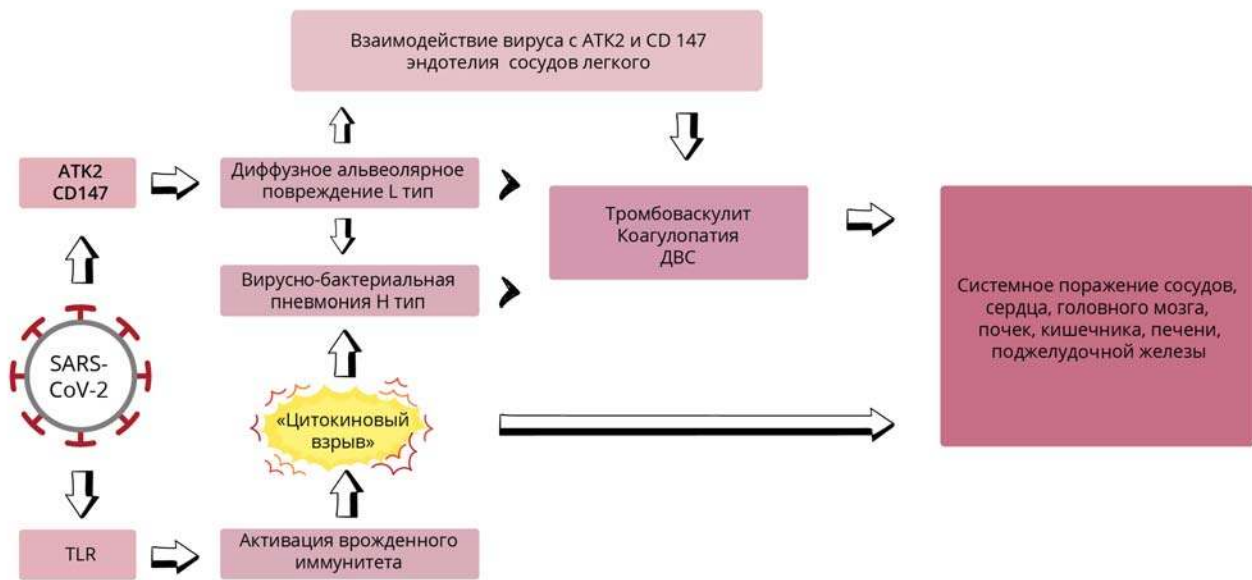 Взаимодействие вируса с АТК2 и CD 147
эндотелия сосудов легкого
АТК2
CD147
Диффузное альвеолярное
повреждение L тип
Тромбоваскулит
Коагулопатия
ДВС
Вирусно-бактериальная
пневмония H тип
Системное поражение сосудов,
сердца, головного мозга,
почек, кишечника, печени,
поджелудочной железы
SARS-
CoV-2
«Цитокиновый
взрыв»
TLR
Активация врожденного
иммунитета